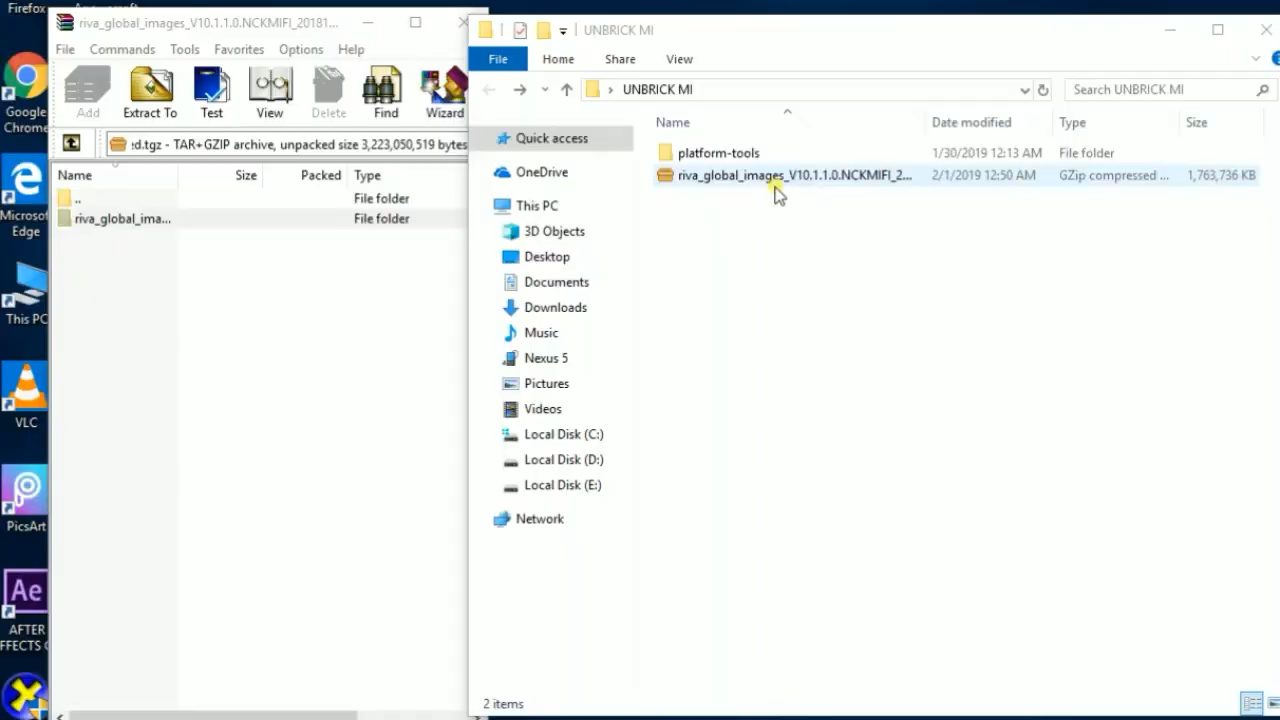 Firefox
riva_global_images_V10.1.1.0.NCKMIFI_20181...
File Commands Tools Favorites Options Help
Add Extract To Test View Delete Find Wizard
:d.tgz - TAR+GZIP archive, unpacked size 3,223,050,519 bytes
Name Size Packed Type
.. File folder
riva_global_ima... File folder
Google
Chrome
Microsoft
Edge
This PC
VLC
PicsArt
Ae
AFTER
EFFECTS
UNBRICK MI
File Home Share View
UNBRICK MI
Search UNBRICK MI
Name Date modified Type Size
platform-tools 1/30/2019 12:13 AM File folder
riva_global_images_V10.1.1.0.NCKMIFI_2... 2/1/2019 12:50 AM GZip compressed ... 1,763,736 KB
Quick access
OneDrive
This PC
3D Objects
Desktop
Documents
Downloads
Music
Nexus 5
Pictures
Videos
Local Disk (C:)
Local Disk (D:)
Local Disk (E:)
Network
2 items